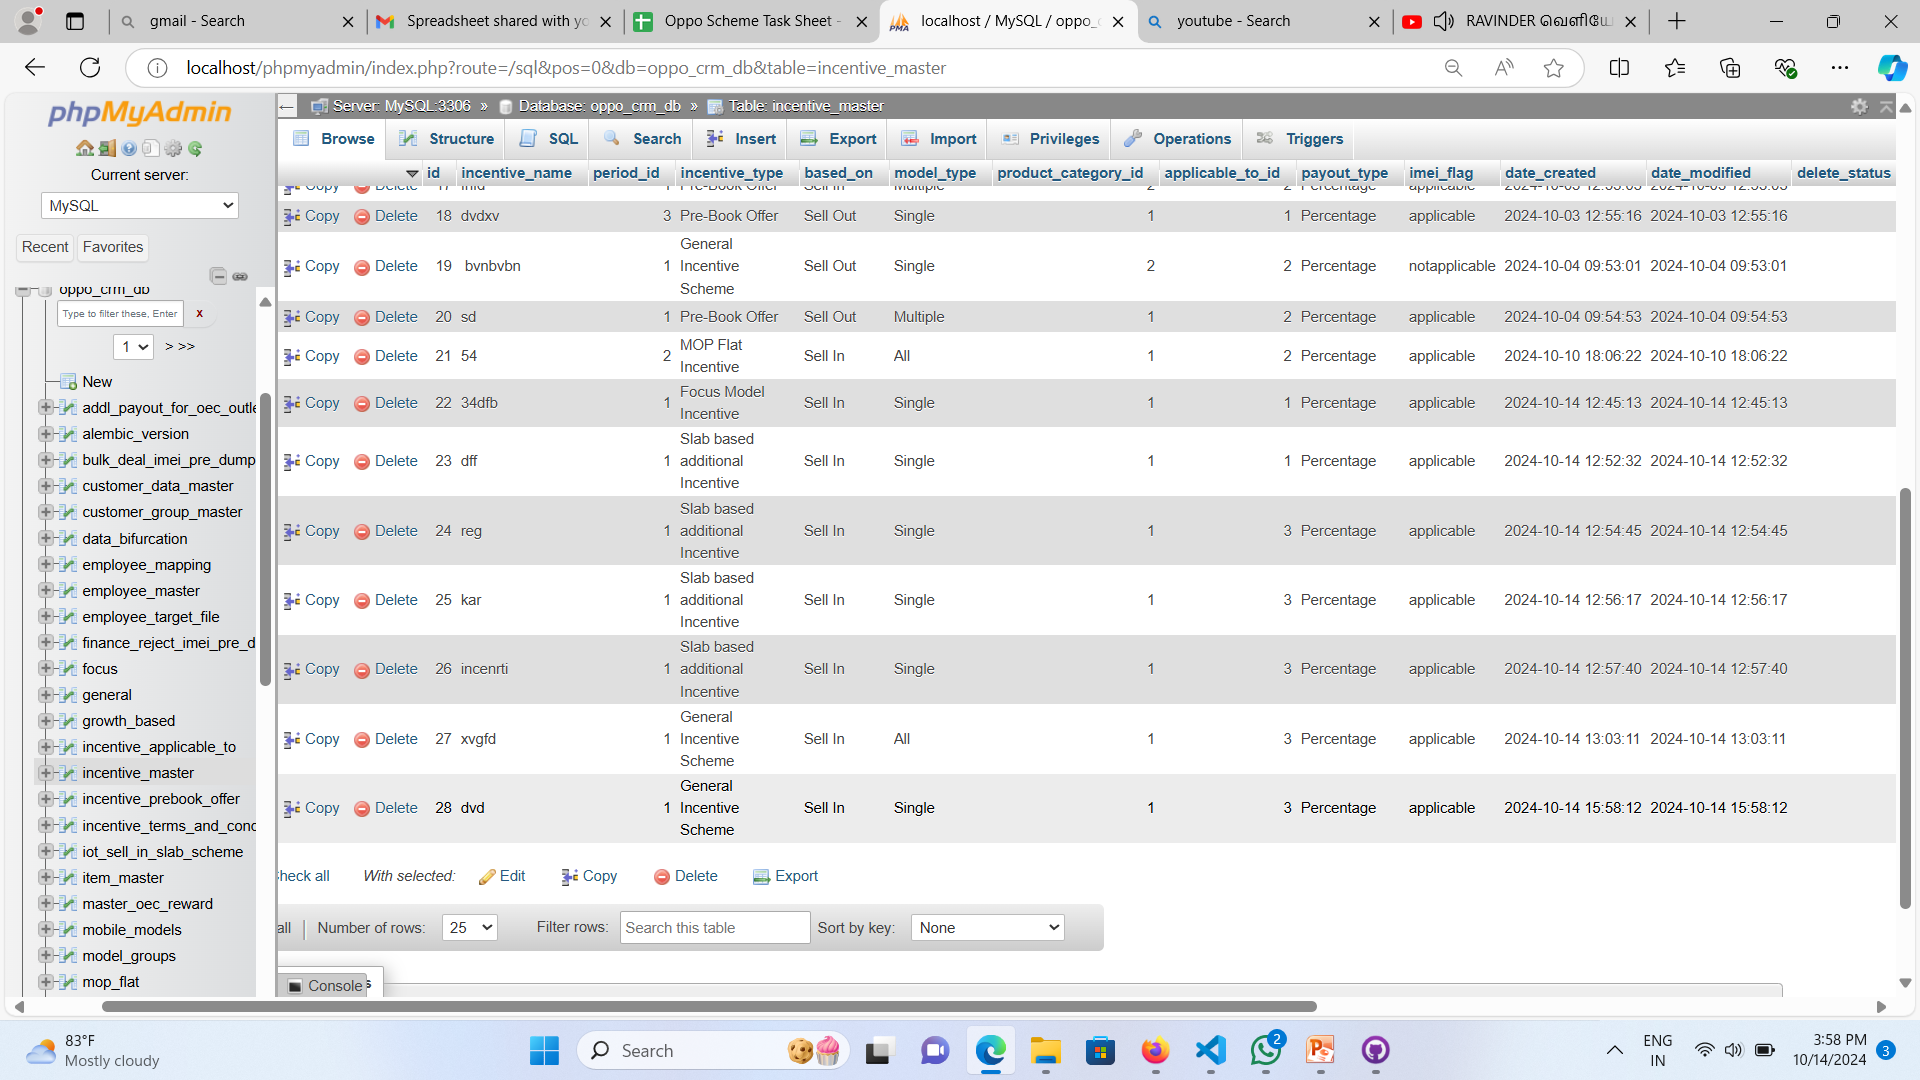 gmail - Search
Spreadsheet shared with yo
Oppo Scheme Task Sheet -
localhost / MySQL / oppo_c
youtube - Search
RAVINDER வெளியே
localhost/phpmyadmin/index.php?route=/sql&pos=0&db=oppo_crm_db&table=incentive_master
phpMyAdmin
Current server:
MySQL
Recent Favorites
oppo_crm_db
Type to filter these, Enter x
1 > >>
New
addl_payout_for_oec_outle
alembic_version
bulk_deal_imei_pre_dump
customer_data_master
customer_group_master
data_bifurcation
employee_mapping
employee_master
employee_target_file
finance_reject_imei_pre_d
focus
general
growth_based
incentive_applicable_to
incentive_master
incentive_prebook_offer
incentive_terms_and_conc
iot_sell_in_slab_scheme
item_master
master_oec_reward
mobile_models
model_groups
mop_flat
Server: MySQL:3306 » Database: oppo_crm_db » Table: incentive_master
Browse Structure SQL Search Insert Export Import Privileges Operations Triggers
id incentive_name period_id incentive_type based_on model_type product_category_id applicable_to_id payout_type imei_flag date_created date_modified delete_status
Copy Delete 18 dvdxv 3 Pre-Book Offer Sell Out Single 1 1 Percentage applicable 2024-10-03 12:55:16 2024-10-03 12:55:16
General
Copy Delete 19 bvnbvbn 1 Incentive Sell Out Single 2 2 Percentage notapplicable 2024-10-04 09:53:01 2024-10-04 09:53:01
Scheme
Copy Delete 20 sd 1 Pre-Book Offer Sell Out Multiple 1 2 Percentage applicable 2024-10-04 09:54:53 2024-10-04 09:54:53
MOP Flat
Copy Delete 21 54 2 Sell In All 1 2 Percentage applicable 2024-10-10 18:06:22 2024-10-10 18:06:22
Incentive
Focus Model
Copy Delete 22 34dfb 1 Sell In Single 1 1 Percentage applicable 2024-10-14 12:45:13 2024-10-14 12:45:13
Incentive
Slab based
Copy Delete 23 dff 1 additional Sell In Single 1 1 Percentage applicable 2024-10-14 12:52:32 2024-10-14 12:52:32
Incentive
Slab based
Copy Delete 24 reg 1 additional Sell In Single 1 3 Percentage applicable 2024-10-14 12:54:45 2024-10-14 12:54:45
Incentive
Slab based
Copy Delete 25 kar 1 additional Sell In Single 1 3 Percentage applicable 2024-10-14 12:56:17 2024-10-14 12:56:17
Incentive
Slab based
Copy Delete 26 incenrti 1 additional Sell In Single 1 3 Percentage applicable 2024-10-14 12:57:40 2024-10-14 12:57:40
Incentive
General
Copy Delete 27 xvgfd 1 Incentive Sell In All 1 3 Percentage applicable 2024-10-14 13:03:11 2024-10-14 13:03:11
Scheme
General
Copy Delete 28 dvd 1 Incentive Sell In Single 1 3 Percentage applicable 2024-10-14 15:58:12 2024-10-14 15:58:12
Scheme
heck all With selected: Edit Copy Delete Export
all Number of rows: 25 Filter rows: Search this table Sort by key: None
Console s
83°F
Mostly cloudy
Search
2
ENG
IN
3:58 PM
10/14/2024
3